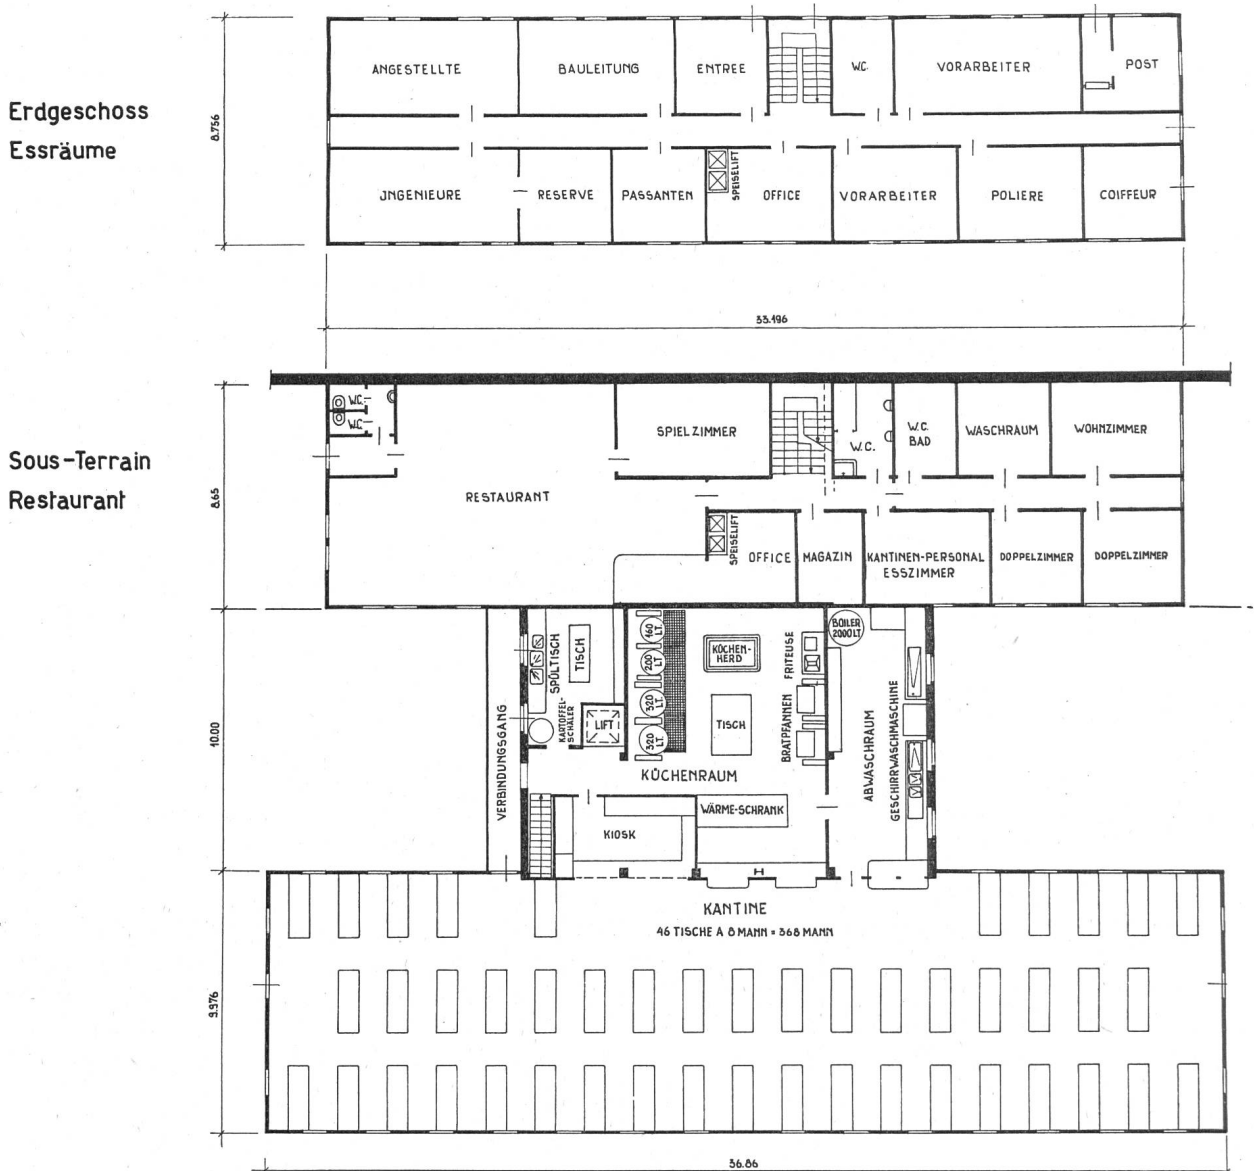 Erdgeschoss
Essräume
8.756
ANGESTELLTE
BAULEITUNG
ENTREE
W.C.
VORARBEITER
POST
JNGENIEURE
RESERVE
PASSANTEN
SPEISELIFT
OFFICE
VORARBEITER
POLIERE
COIFFEUR
33.196
Sous-Terrain
Restaurant
8.65
W.C.
W.C.
RESTAURANT
SPIELZIMMER
W.C.
W.C.
BAD
WASCHRAUM
WOHNZIMMER
SPEISELIFT
OFFICE
MAGAZIN
KANTINEN-PERSONAL
ESSZIMMER
DOPPELZIMMER
DOPPELZIMMER
10.00
VERBINDUNGSGANG
SPÜLTISCH
TISCH
KARTOFFEL-
SCHÄLER
LIFT
160
LT.
200
LT.
320
LT.
320
LT.
KÜCHEN-
HERD
TISCH
FRITEUSE
BRATPFANNEN
BOILER
2000 LT
ABWASCHRAUM
GESCHIRRWASCHMASCHINE
KÜCHENRAUM
KIOSK
WÄRME-SCHRANK
KANTINE
46 TISCHE A 8 MANN = 368 MANN
9.976
36.86